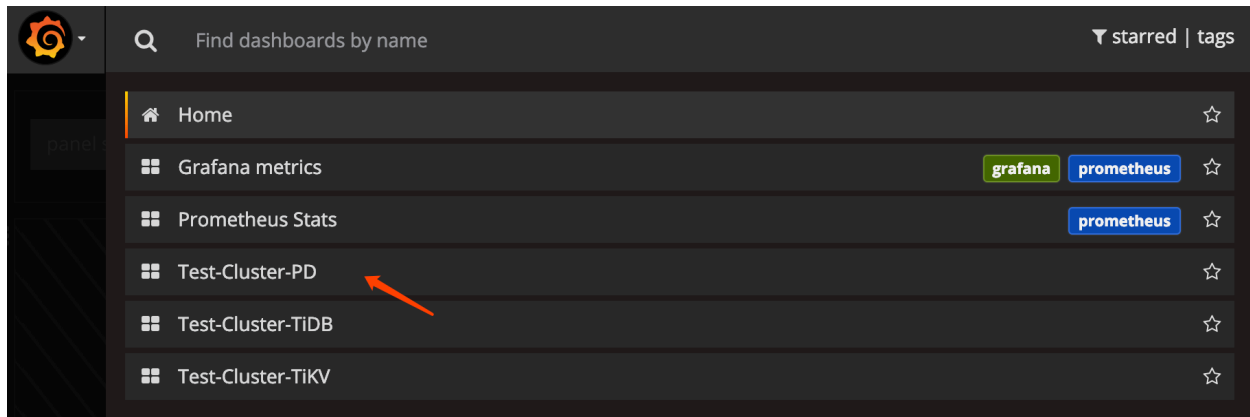 Find dashboards by name
starred | tags
Home
panel
Grafana metrics grafana prometheus
Prometheus Stats prometheus
Test-Cluster-PD
Test-Cluster-TiDB
Test-Cluster-TiKV